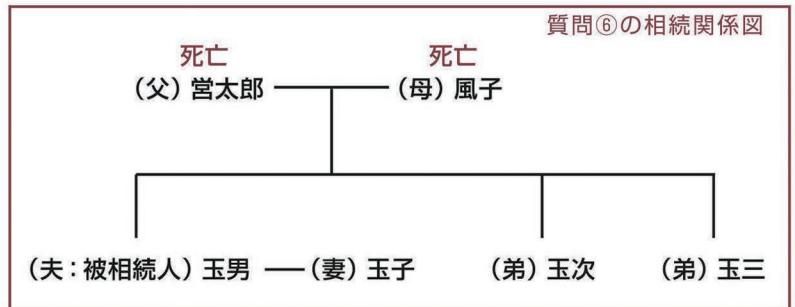 質問⑥の相続関係図
死亡 死亡
(父)営太郎 (母)風子
(夫:被相続人)玉男 (妻)玉子 (弟)玉次 (弟)玉三